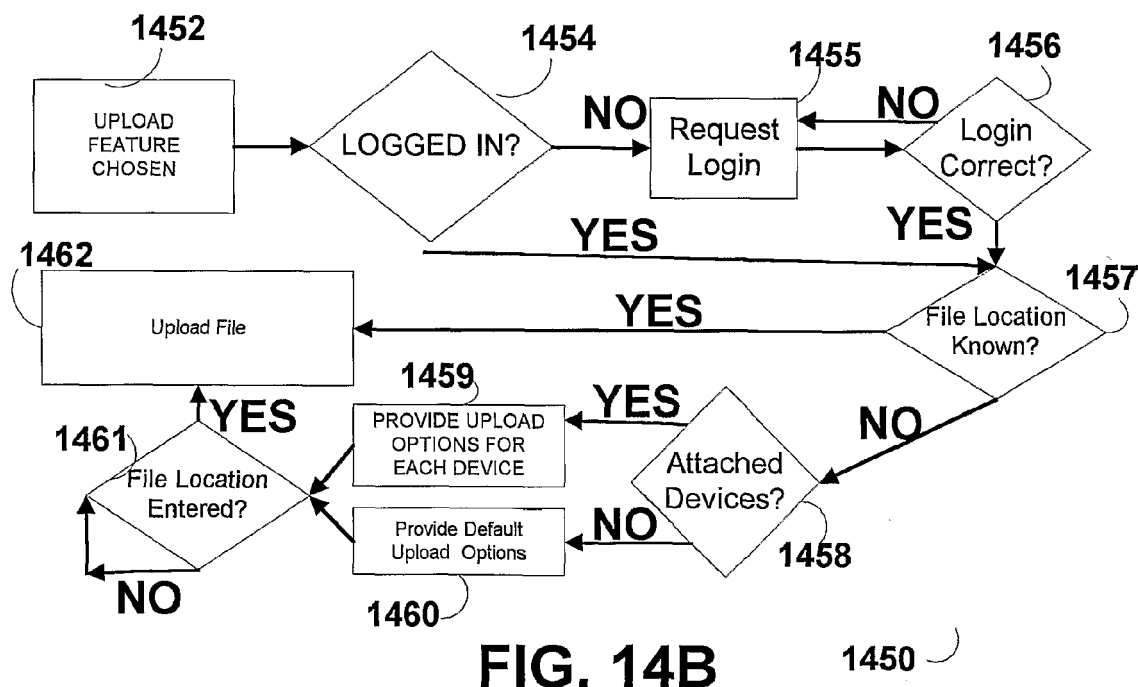 1452
1454
1455
1456
UPLOAD
FEATURE
CHOSEN
LOGGED IN?
NO
Request
Login
NO
Login
Correct?
YES
YES
1462
1457
Upload File
YES
File Location
Known?
1459
YES
NO
1461
YES
PROVIDE UPLOAD
OPTIONS FOR
EACH DEVICE
File Location
Entered?
Attached
Devices?
Provide Default
Upload Options
NO
1458
NO
1460
FIG. 14B
1450